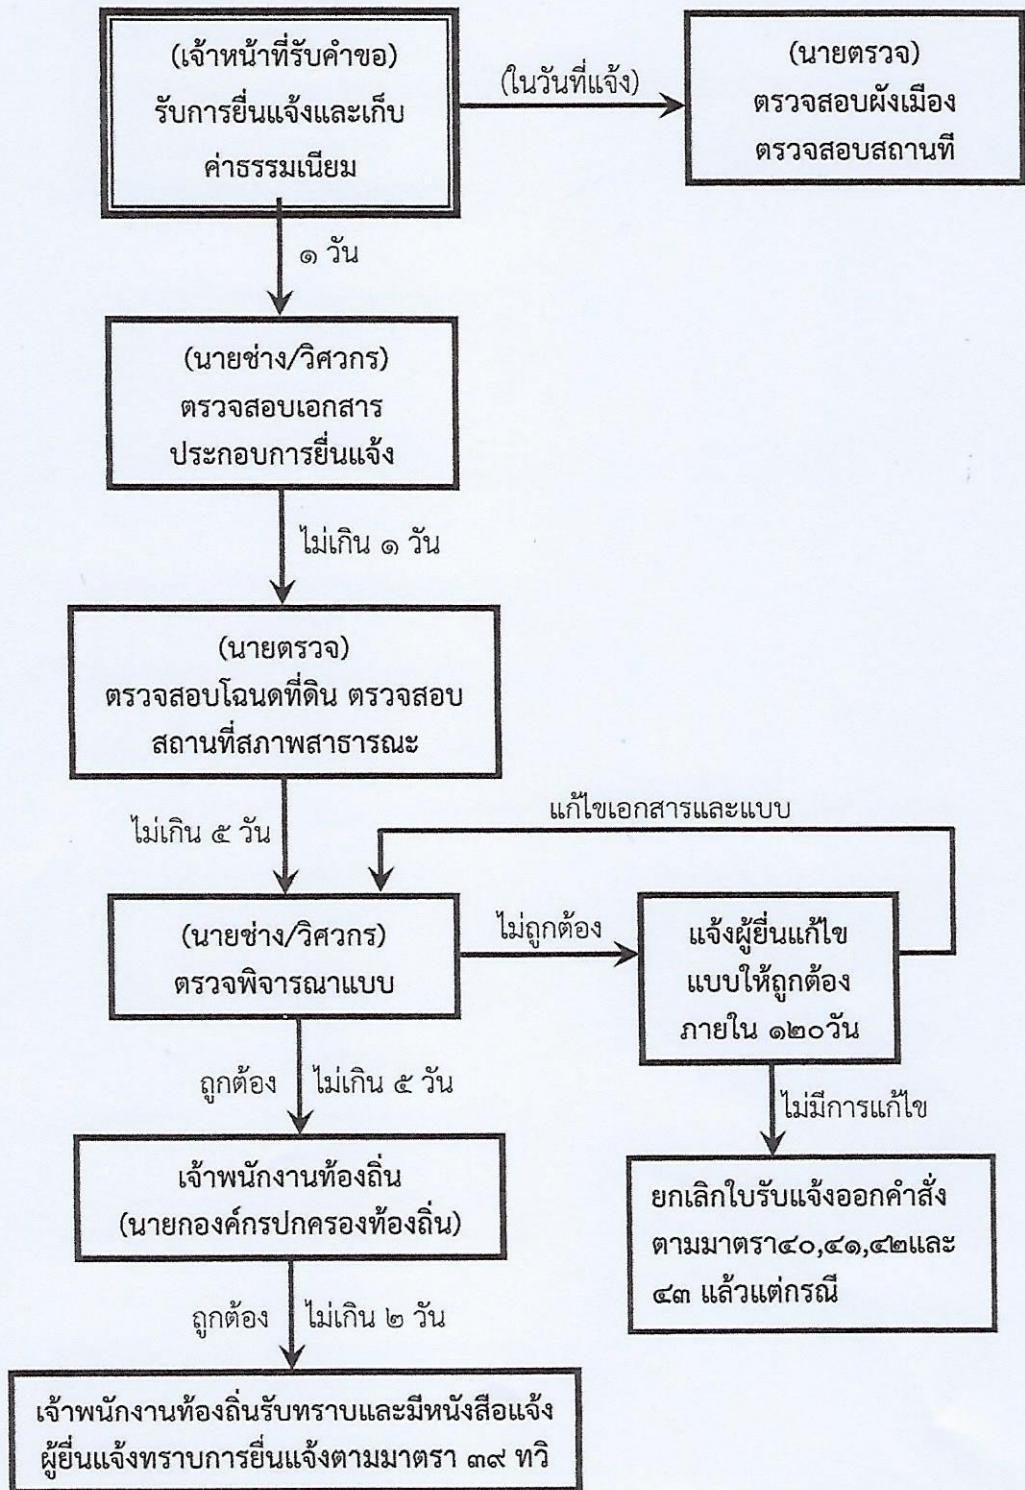 (เจ้าหน้าที่รับคำขอ)
รับการยื่นแจ้งและเก็บ
ค่าธรรมเนียม
(ในวันที่แจ้ง)
(นายตรวจ)
ตรวจสอบผังเมือง
ตรวจสอบสถานที่
๑ วัน
(นายช่าง/วิศวกร)
ตรวจสอบเอกสาร
ประกอบการยื่นแจ้ง
ไม่เกิน ๑ วัน
(นายตรวจ)
ตรวจสอบโฉนดที่ดิน ตรวจสอบ
สถานที่สภาพสาธารณะ
ไม่เกิน ๕ วัน
แก้ไขเอกสารและแบบ
(นายช่าง/วิศวกร)
ตรวจพิจารณาแบบ
ไม่ถูกต้อง
แจ้งผู้ยื่นแก้ไข
แบบให้ถูกต้อง
ภายใน ๑๒๐วัน
ถูกต้อง ไม่เกิน ๕ วัน
ไม่มีการแก้ไข
เจ้าพนักงานท้องถิ่น
(นายกองค์กรปกครองท้องถิ่น)
ยกเลิกใบรับแจ้งออกคำสั่ง
ตามมาตรา๔๐,๔๑,๔๒และ
๔๓ แล้วแต่กรณี
ถูกต้อง ไม่เกิน ๒ วัน
เจ้าพนักงานท้องถิ่นรับทราบและมีหนังสือแจ้ง
ผู้ยื่นแจ้งทราบการยื่นแจ้งตามมาตรา ๓๙ ทวิ